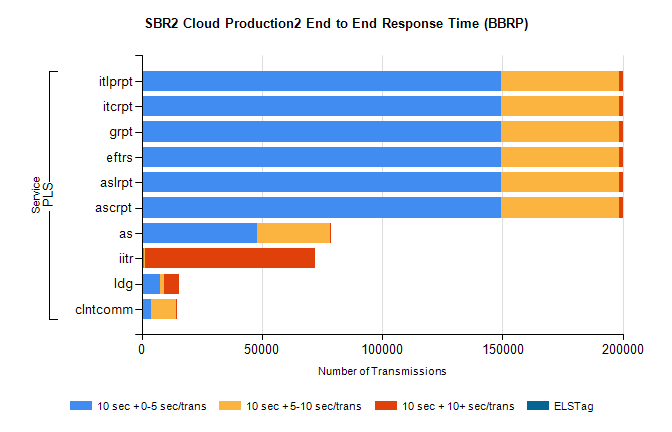 SBR2 Cloud Production2 End to End Response Time (BBRP)
itlprpt
itcrpt
grpt
eftrs
aslrpt
ascrpt
as
iitr
ldg
clntcomm
Service
PLS
0
50000
100000
150000
200000
Number of Transmissions
10 sec +0-5 sec/trans
10 sec +5-10 sec/trans
10 sec + 10+ sec/trans
ELSTag